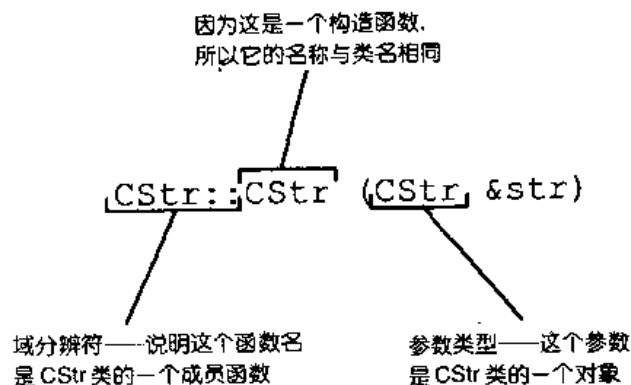 因为这是一个构造函数,
所以它的名称与类名相同
CStr::CStr (CStr &str)
域分辨符——说明这个函数名
是 CStr 类的一个成员函数
参数类型——这个参数
是 CStr 类的一个对象